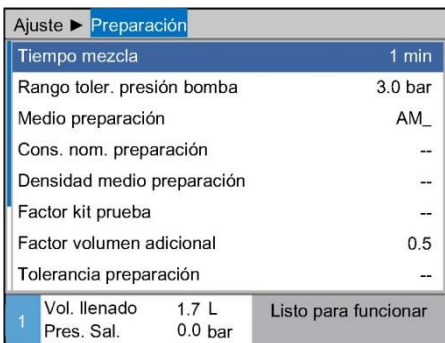 Ajuste ► Preparación
Tiempo mezcla 1 min
Rango toler. presión bomba 3.0 bar
Medio preparación AM_
Cons. nom. preparación --
Densidad medio preparación --
Factor kit prueba --
Factor volumen adicional 0.5
Tolerancia preparación --
1 Vol. llenado 1.7 L Listo para funcionar
Pres. Sal. 0.0 bar